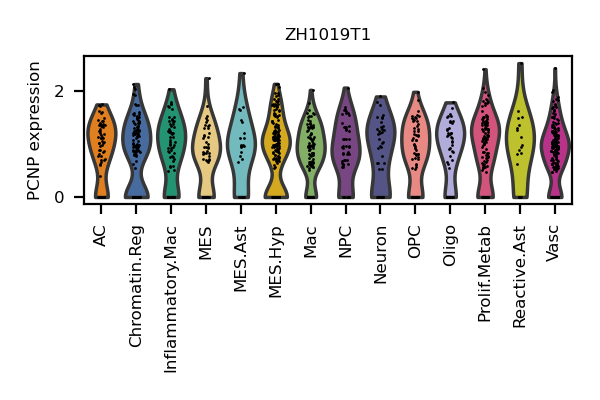 ZH1019T1
PCNP expression
2
0
AC
Chromatin.Reg
Inflammatory.Mac
MES
MES.Ast
MES.Hyp
Mac
NPC
Neuron
OPC
Oligo
Prolif.Metab
Reactive.Ast
Vasc